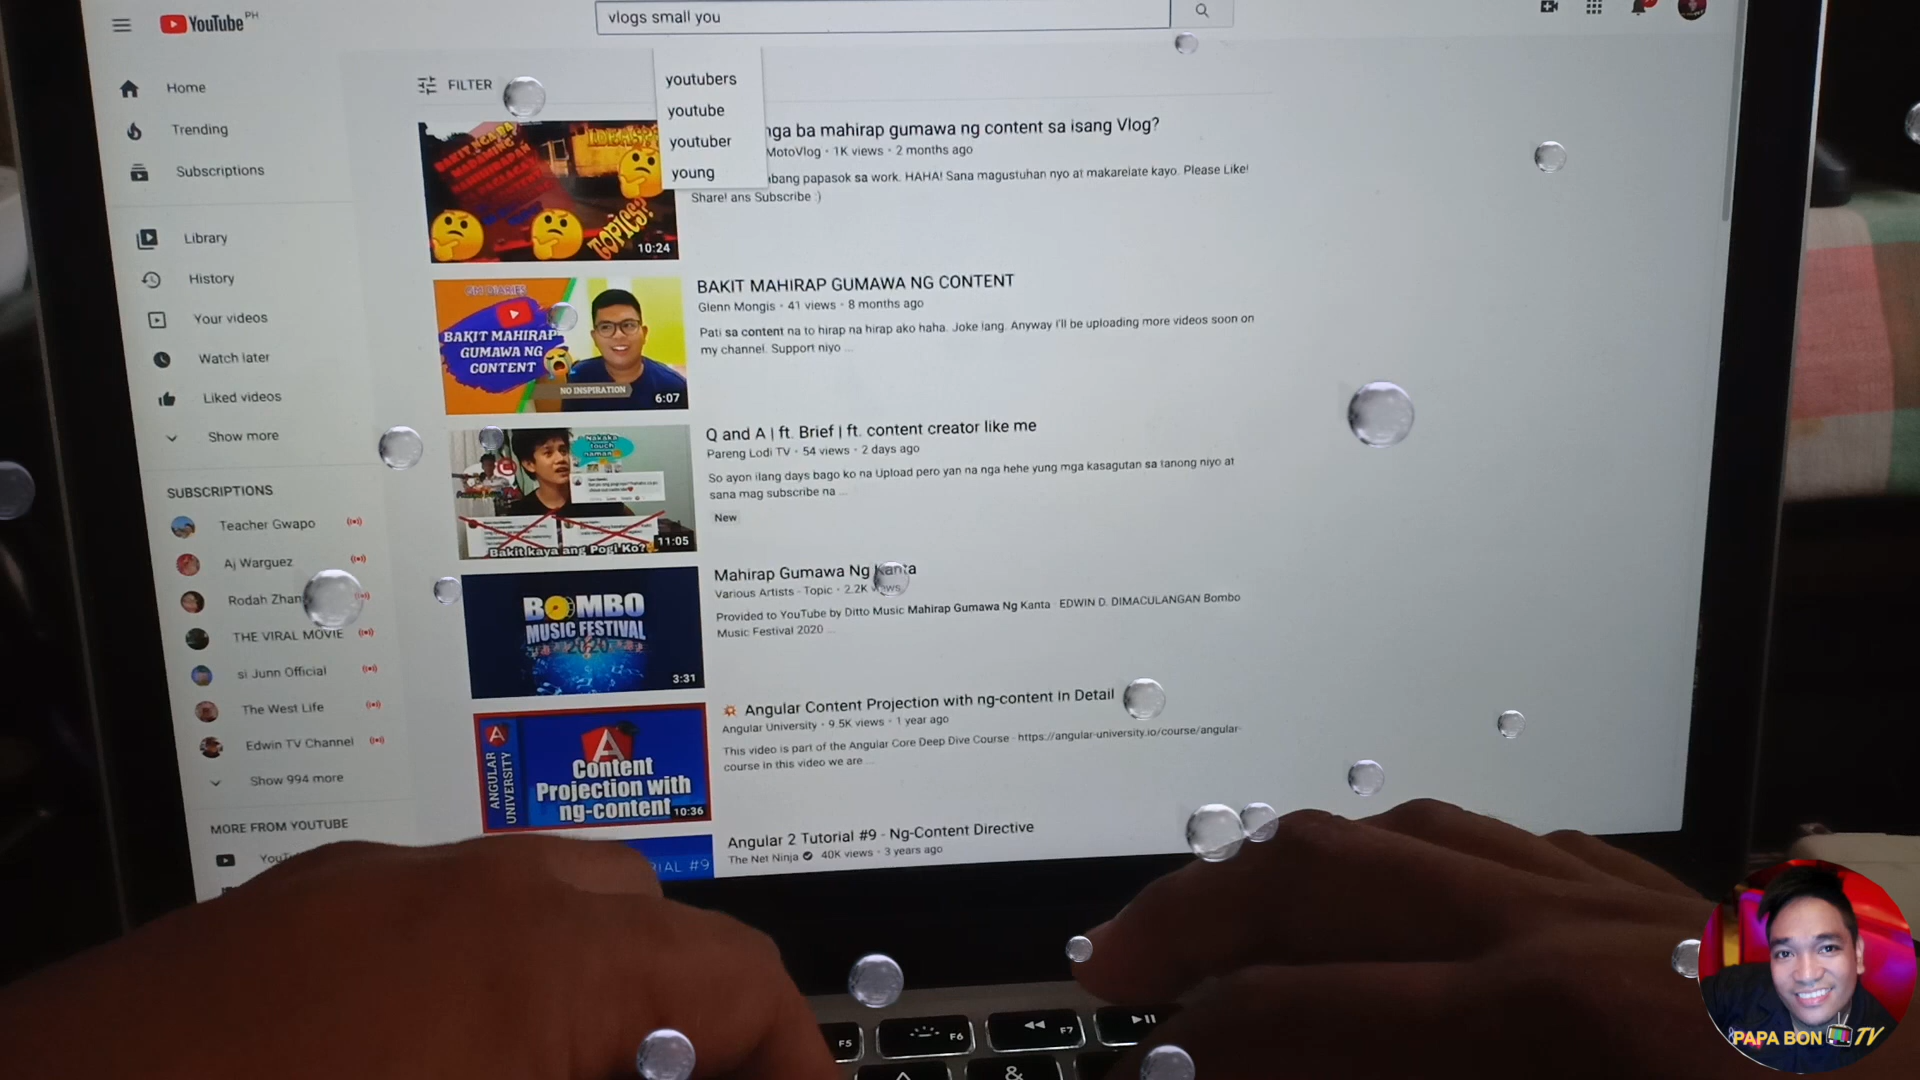 YouTube PH
vlogs small you
youtubers
youtube
youtuber
young
Home
Trending
Subscriptions
Library
History
Your videos
Watch later
Liked videos
Show more
SUBSCRIPTIONS
Teacher Gwapo
Aj Warguez
Rodah Zhan
THE VIRAL MOVIE
si Junn Official
The West Life
Edwin TV Channel
Show 994 more
MORE FROM YOUTUBE
FILTER
BAKIT NGA BA
IDEAS?
TOPICS?
10:24
nga ba mahirap gumawa ng content sa isang Vlog?
MotoVlog • 1K views • 2 months ago
papasok sa work. HAHA! Sana magustuhan nyo at makarelate kayo. Please Like!
Share! ans Subscribe :)
BAKIT MAHIRAP
GUMAWA NG
CONTENT
NO INSPIRATION
6:07
BAKIT MAHIRAP GUMAWA NG CONTENT
Glenn Mongis • 41 views • 8 months ago
Pati sa content na to hirap na hirap ako haha. Joke lang. Anyway I'll be uploading more videos soon on
my channel. Support niyo ...
Nakaka
touch
naman
Bakit kaya ang Pogi Ko?
11:05
Q and A | ft. Brief | ft. content creator like me
Pareng Lodi TV • 54 views • 2 days ago
So ayon ilang days bago ko na Upload pero yan na nga hehe yung mga kasagutan sa tanong niyo at
sana mag subscribe na ...
New
BOMBO
MUSIC FESTIVAL
2020
3:31
Mahirap Gumawa Ng Kanta
Various Artists - Topic • 2.2K views
Provided to YouTube by Ditto Music Mahirap Gumawa Ng Kanta · EDWIN D. DIMACULANGAN Bombo
Music Festival 2020 ...
ANGULAR
UNIVERSITY
Content
Projection with
ng-content
10:36
Angular Content Projection with ng-content in Detail
Angular University • 9.5K views • 1 year ago
This video is part of the Angular Core Deep Dive Course - https://angular-university.io/course/angular-
course in this video we are ...
RIAL #9
Angular 2 Tutorial #9 - Ng-Content Directive
The Net Ninja 40K views • 3 years ago
F5
F6
F7
&
PAPA BON TV